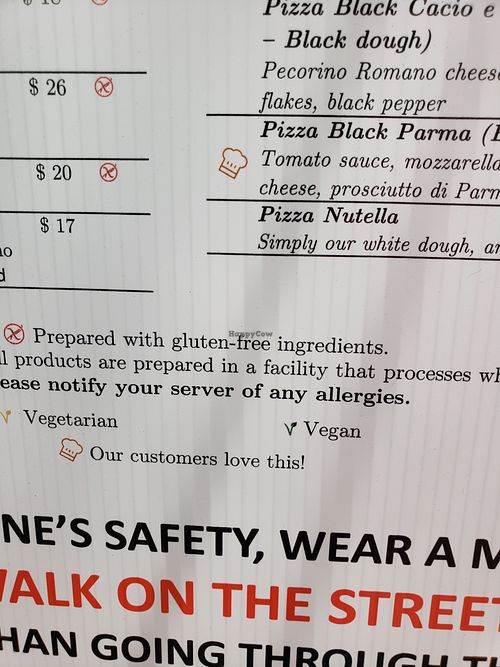 Pizza Black Cacio e
– Black dough)
Pecorino Romano cheese
flakes, black pepper
$ 26
Pizza Black Parma
Tomato sauce, mozzarella
cheese, prosciutto di Parm
$ 20
Pizza Nutella
Simply our white dough,
$ 17
HappyCow
Prepared with gluten-free ingredients.
products are prepared in a facility that processes
ease notify your server of any allergies.
Vegetarian
Vegan
Our customers love this!
NE'S SAFETY, WEAR A M
ALK ON THE STREET
HAN GOING THROUGH